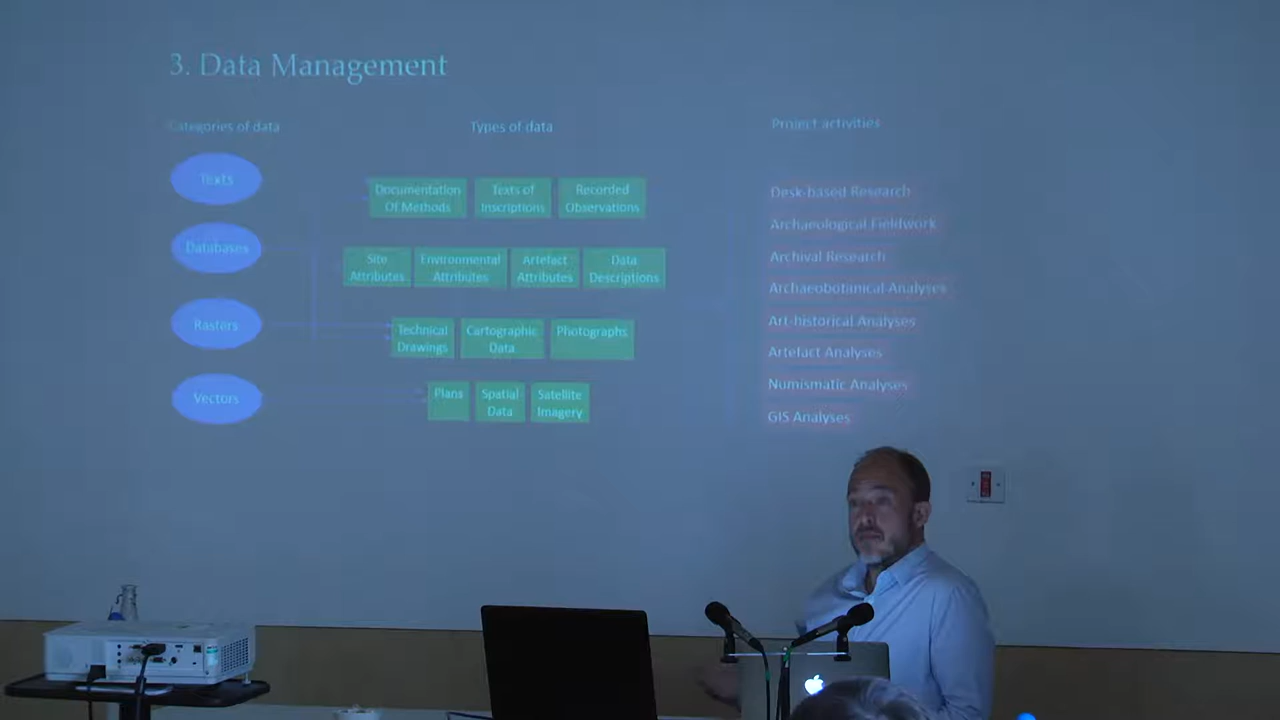 3. Data Management
Categories of data
Types of data
Project activities
Texts
Documentation
Of Methods
Texts of
Inscriptions
Recorded
Observations
Databases
Site
Attributes
Environmental
Attributes
Artefact
Attributes
Data
Descriptions
Rasters
Technical
Drawings
Cartographic
Data
Photographs
Vectors
Plans
Spatial
Data
Satellite
Imagery
Desk-based Research
Archaeological Fieldwork
Archival Research
Archaeobotanical Analyses
Art-historical Analyses
Artefact Analyses
Numismatic Analyses
GIS Analyses